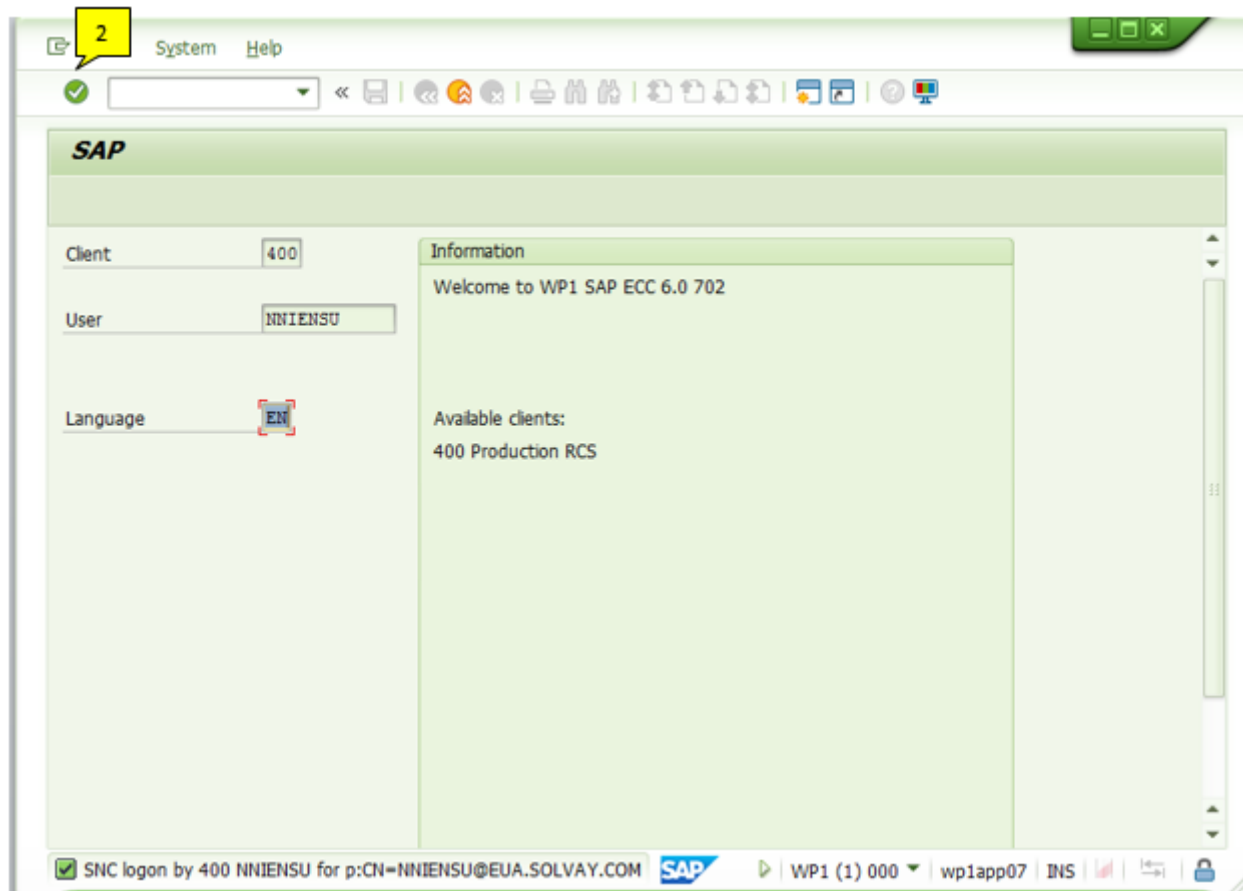 2
System Help
SAP
Client 400
Information
Welcome to WP1 SAP ECC 6.0 702
User NNIENSU
Language EN
Available clients:
400 Production RCS
SNC logon by 400 NNIENSU for p:CN=NNIENSU@EUA.SOLVAY.COM SAP WP1 (1) 000 wp1app07 INS